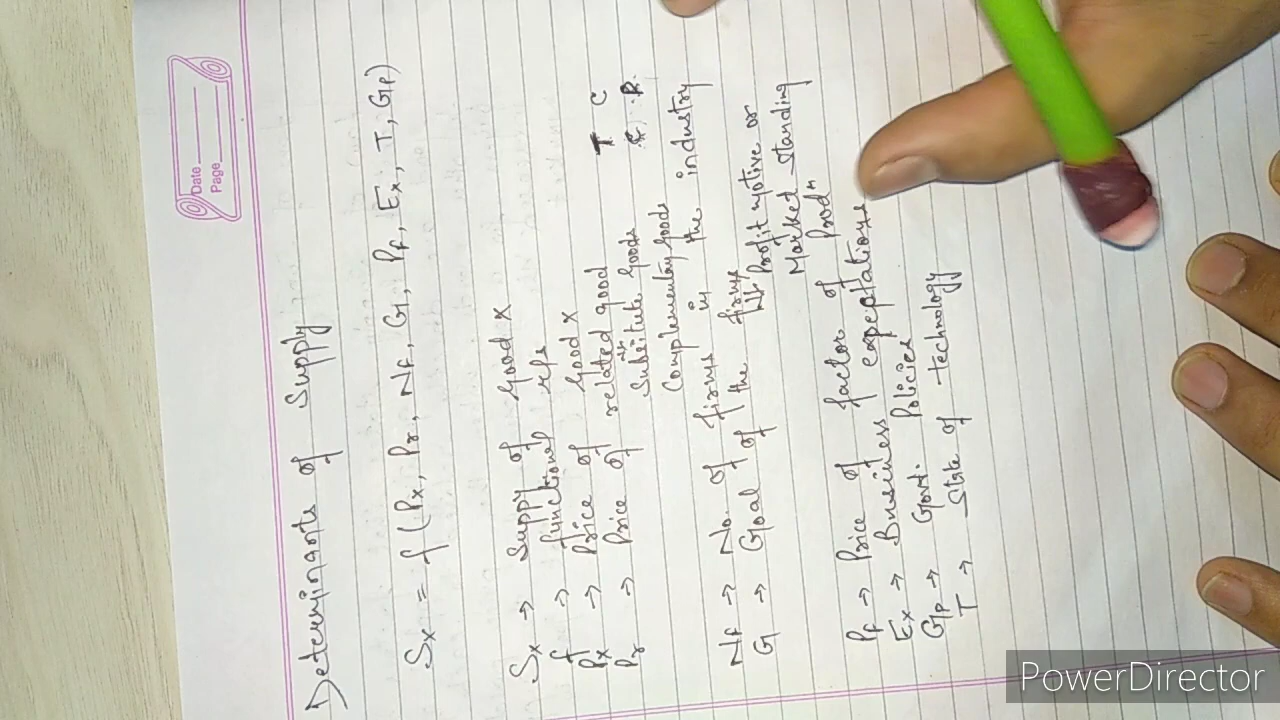 Date
Page
Determinants of Supply
Sx = f (Px, Pr, NF, G, PF, Ex, T, GP)
Sx → Supply of Good X
f → functional r/s
Px → Price of Good X
Pr → Price of related good T C
Substitute Goods
Complementary Goods
NF → No. of firms in the industry
G → Goal of the firms
Profit motive or
Market Standing
PF → Price of factor of Prodⁿ
Ex → Business expeptations
GP → Govt. Policies
T → State of technology
PowerDirector